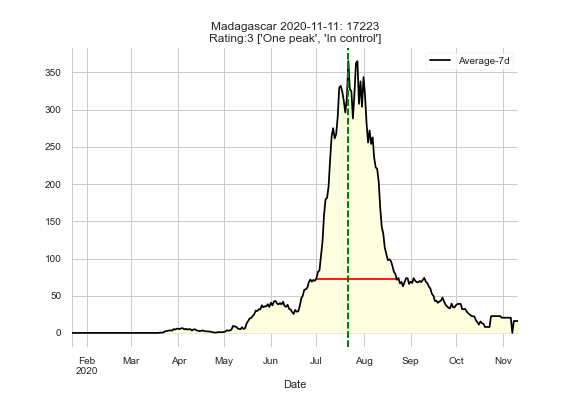 Madagascar 2020-11-11: 17223
Rating:3 ['One peak', 'In control']
Average-7d
350
300
250
200
150
100
50
0
Feb Mar Apr May Jun Jul Aug Sep Oct Nov
2020
Date